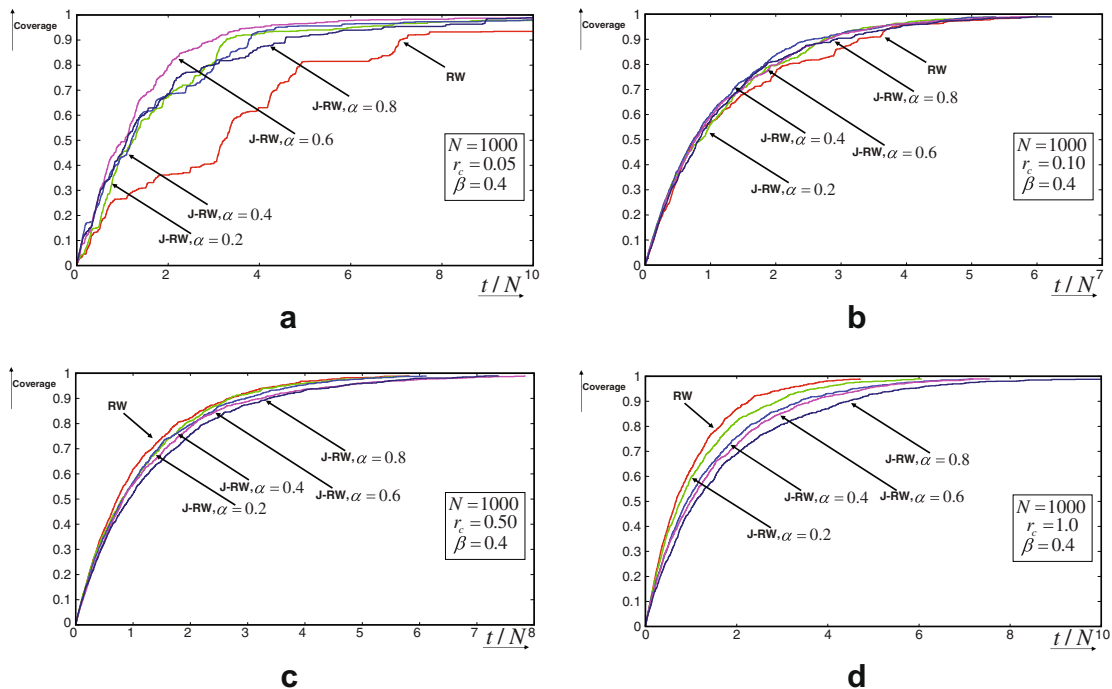 Coverage
1
0.9
0.8
0.7
0.6
0.5
0.4
0.3
0.2
0.1
0
0 2 4 6 8 10
t / N
RW
J-RW, α = 0.8
J-RW, α = 0.6
J-RW, α = 0.4
J-RW, α = 0.2
N = 1000
r_c = 0.05
β = 0.4
a
Coverage
1
0.9
0.8
0.7
0.6
0.5
0.4
0.3
0.2
0.1
0
0 1 2 3 4 5 6 7
t / N
RW
J-RW, α = 0.8
J-RW, α = 0.4
J-RW, α = 0.6
J-RW, α = 0.2
N = 1000
r_c = 0.10
β = 0.4
b
Coverage
1
0.9
0.8
0.7
0.6
0.5
0.4
0.3
0.2
0.1
0
0 1 2 3 4 5 6 7 8
t / N
RW
J-RW, α = 0.8
J-RW, α = 0.4
J-RW, α = 0.6
J-RW, α = 0.2
N = 1000
r_c = 0.50
β = 0.4
c
Coverage
1
0.9
0.8
0.7
0.6
0.5
0.4
0.3
0.2
0.1
0
0 2 4 6 8 10
t / N
RW
J-RW, α = 0.8
J-RW, α = 0.4
J-RW, α = 0.6
J-RW, α = 0.2
N = 1000
r_c = 1.0
β = 0.4
d